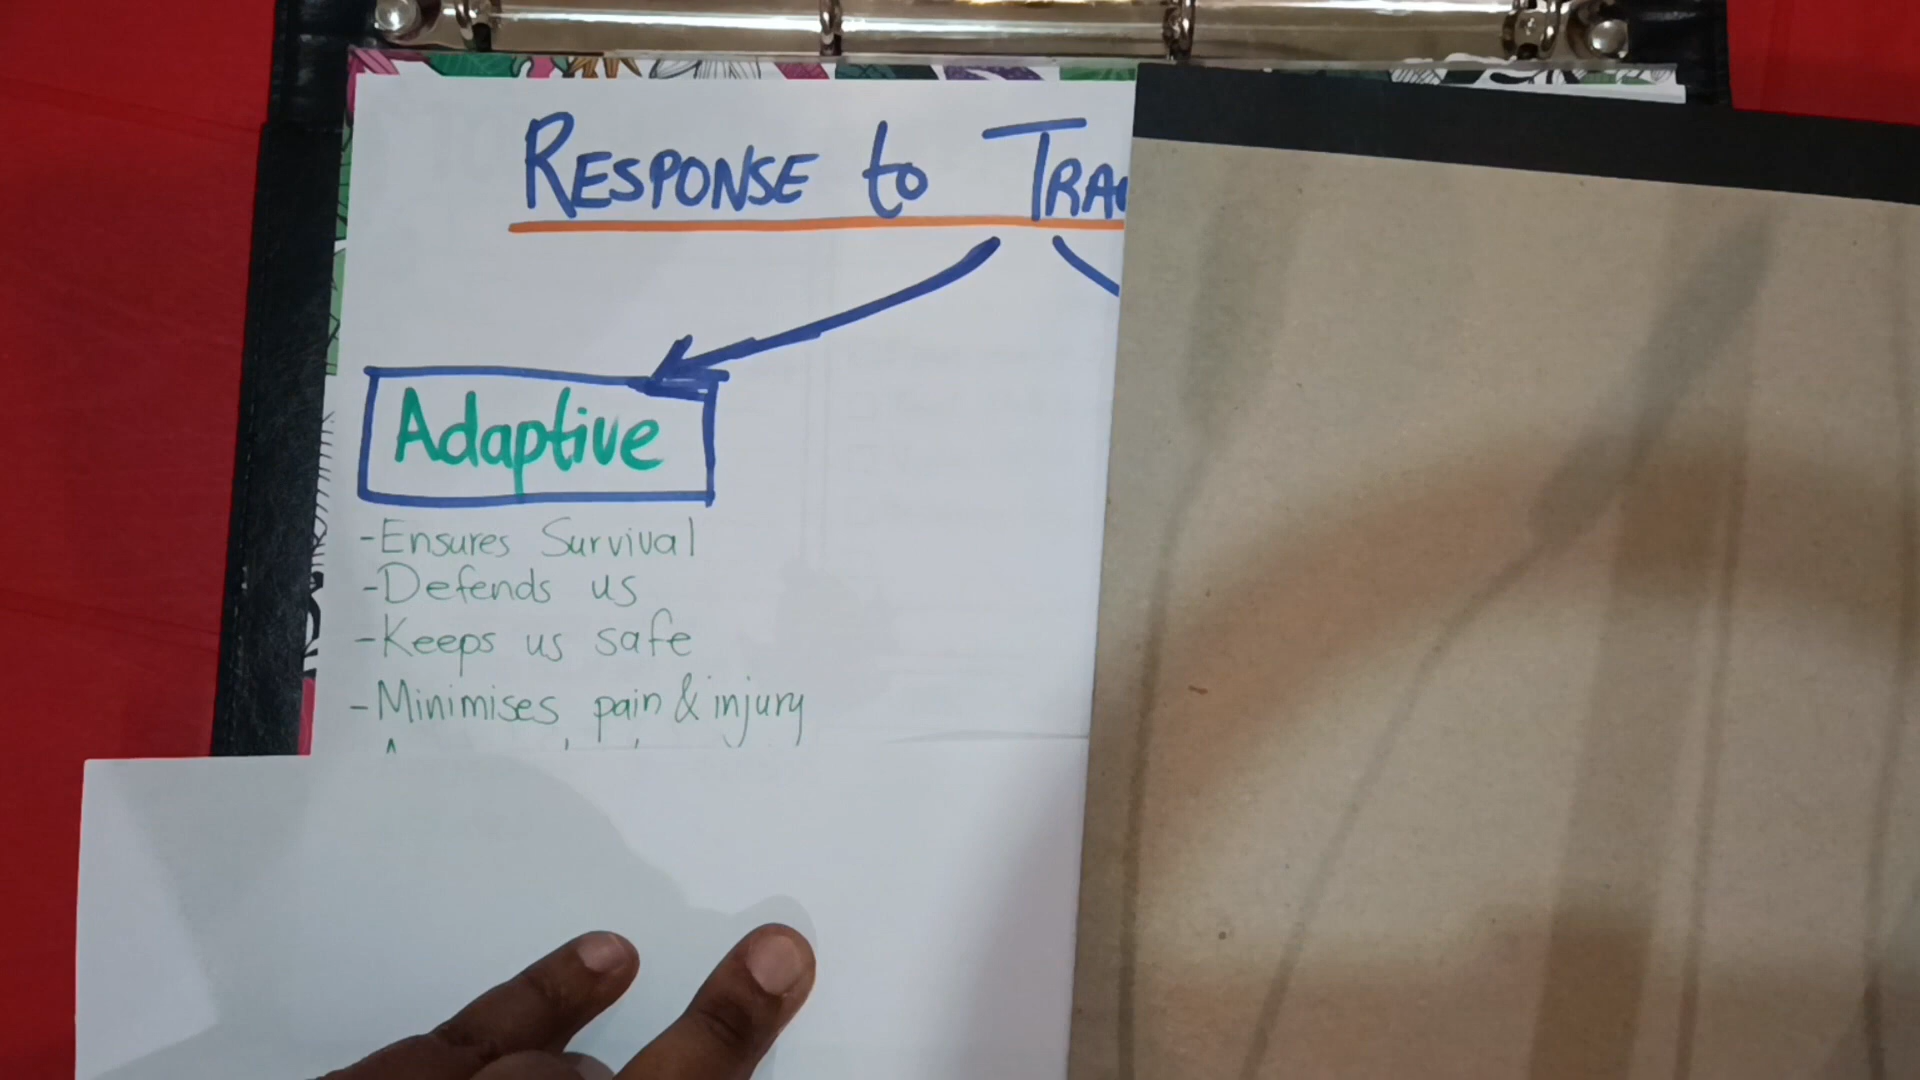 RESPONSE to TRA
Adaptive
-Ensures Survival
-Defends us
-Keeps us safe
-Minimises pain & injury